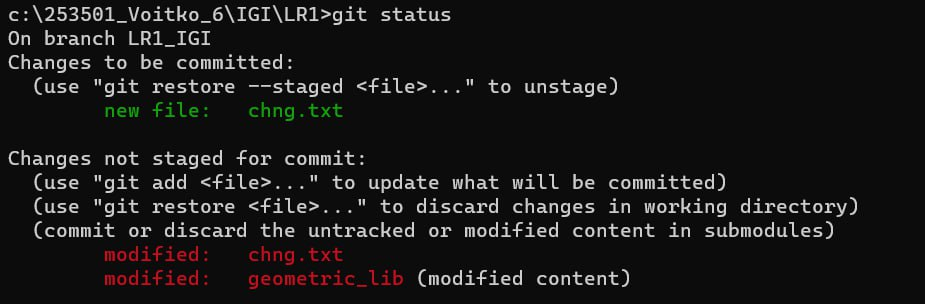 c:\253501_Voitko_6\IGI\LR1>git status
On branch LR1_IGI
Changes to be committed:
  (use "git restore --staged <file>..." to unstage)
        new file:   chng.txt

Changes not staged for commit:
  (use "git add <file>..." to update what will be committed)
  (use "git restore <file>..." to discard changes in working directory)
  (commit or discard the untracked or modified content in submodules)
        modified:   chng.txt
        modified:   geometric_lib (modified content)